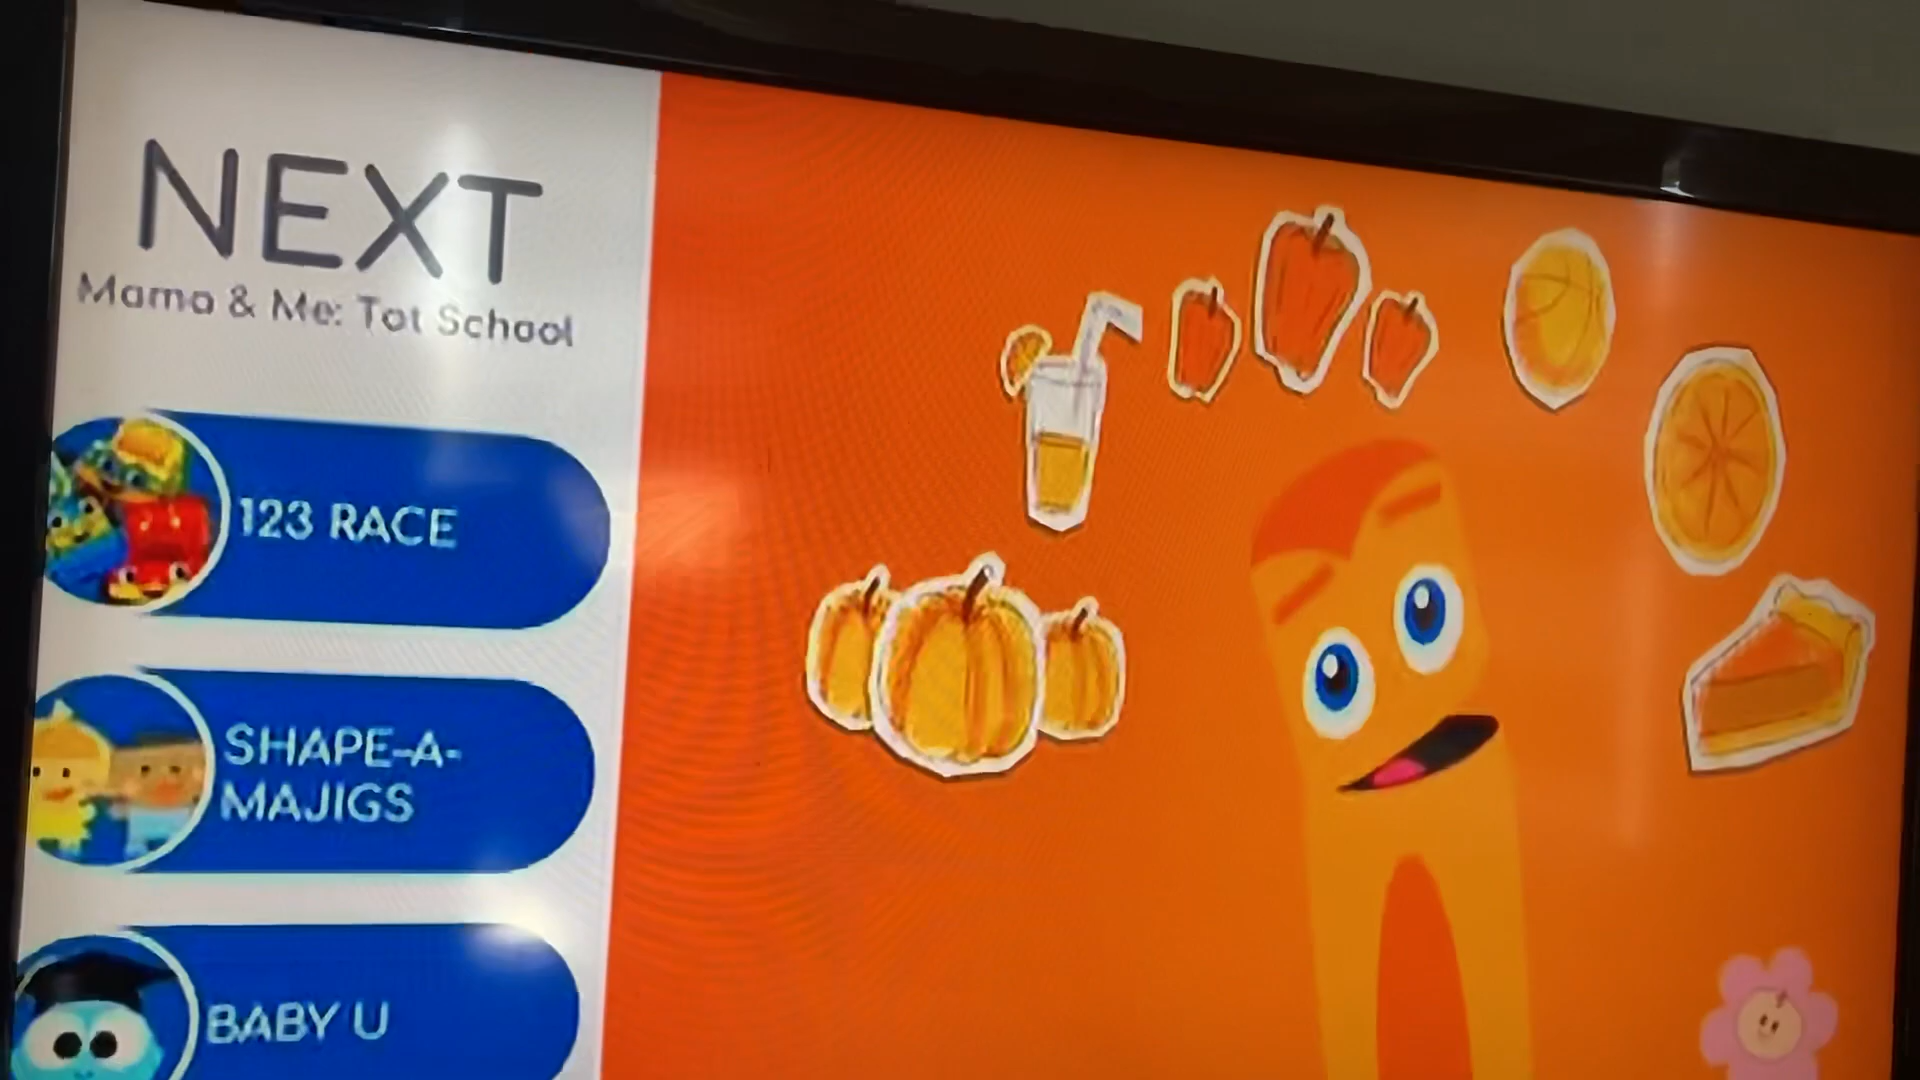 NEXT
Mama & Me: Tot School
123 RACE
SHAPE-A-
MAJIGS
BABY U